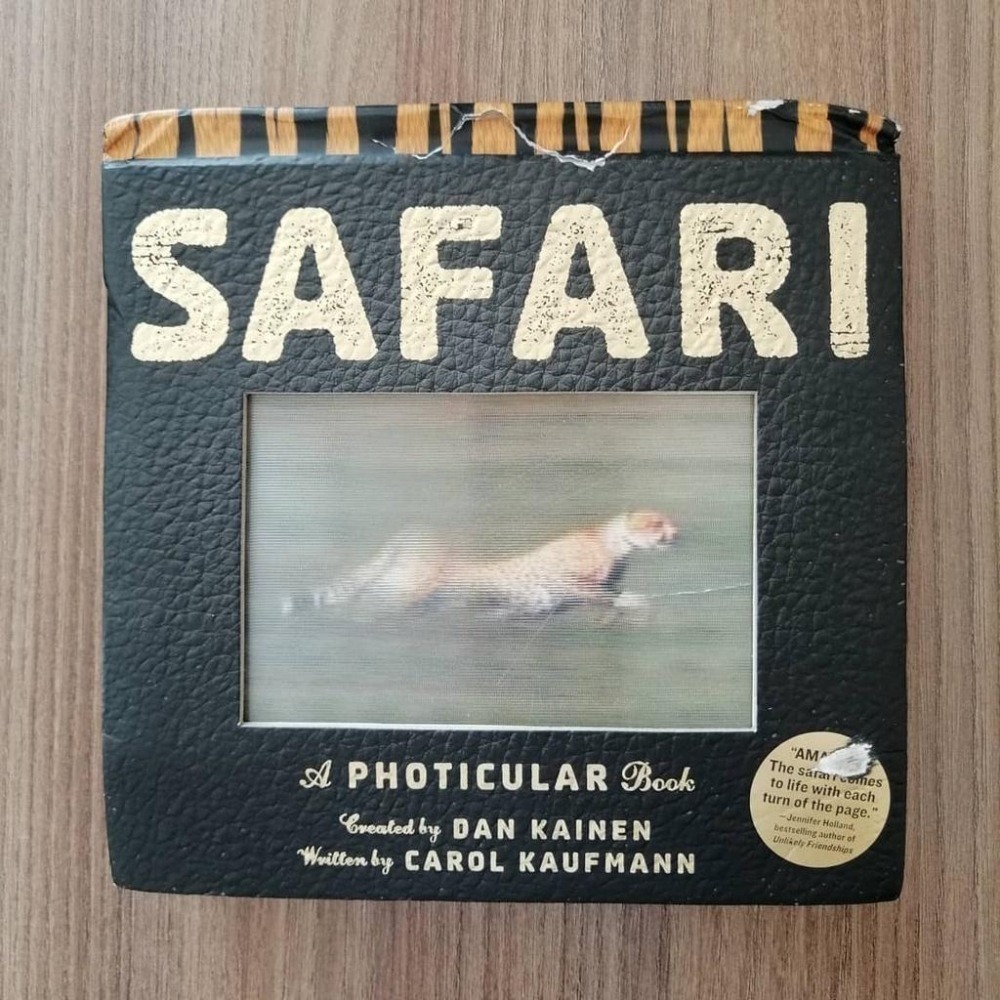 SAFARI
A PHOTICULAR Book
Created by DAN KAINEN
Written by CAROL KAUFMANN
The safari comes
to life with each
turn of the page."
—Jennifer Holland,
bestselling author of
Unlikely Friendships